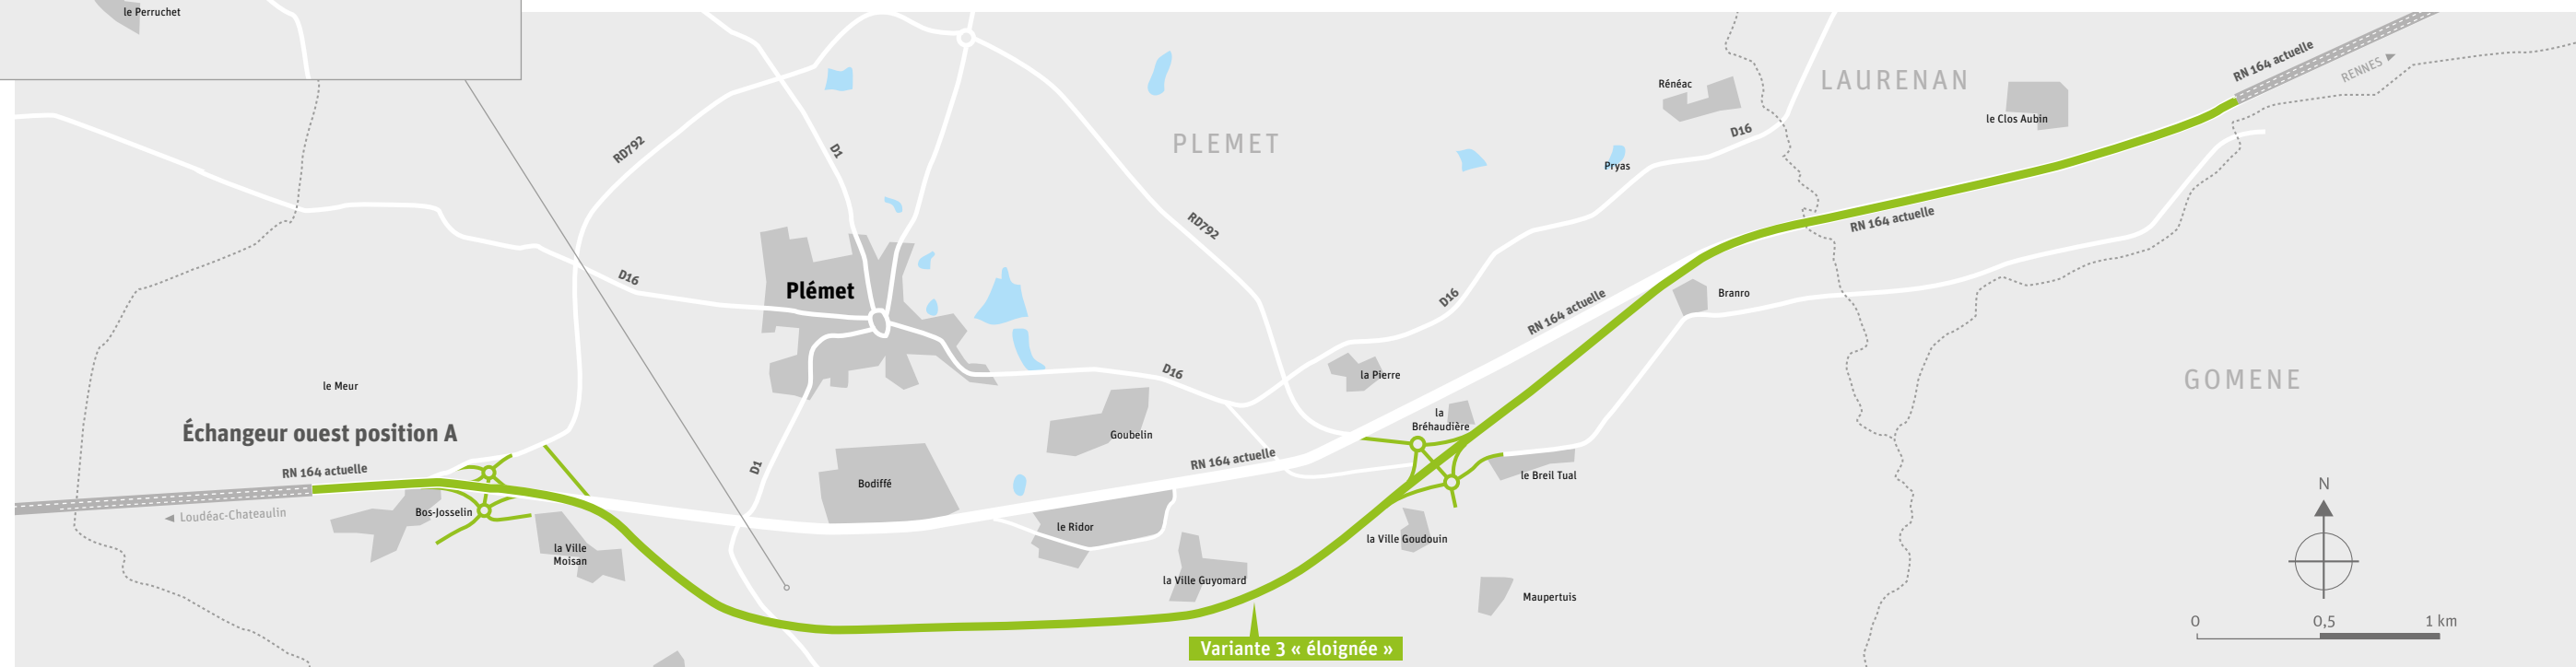 le Perruchet
RN 164 actuelle
RENNES
LAURENAN
Rénéac
le Clos Aubin
D16
PLEMET
RD792
D1
Pryas
RD792
RN 164 actuelle
D16
Plémet
Branro
D16
RN 164 actuelle
D16
la Pierre
le Meur
GOMENE
Échangeur ouest position A
la
Bréhaudière
Goubelin
RN 164 actuelle
D1
RN 164 actuelle
Bodiffé
le Breil Tual
N
Loudéac-Chateaulin
Bos-Josselin
le Ridor
la Ville Goudouin
la Ville
Moisan
la Ville Guyomard
Maupertuis
0 0,5 1 km
Variante 3 « éloignée »